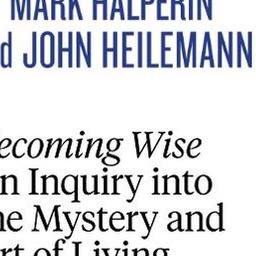 MARK HALPERIN
d JOHN HEILEMANN
ecoming Wise
n Inquiry into
ne Mystery and
rt of Living